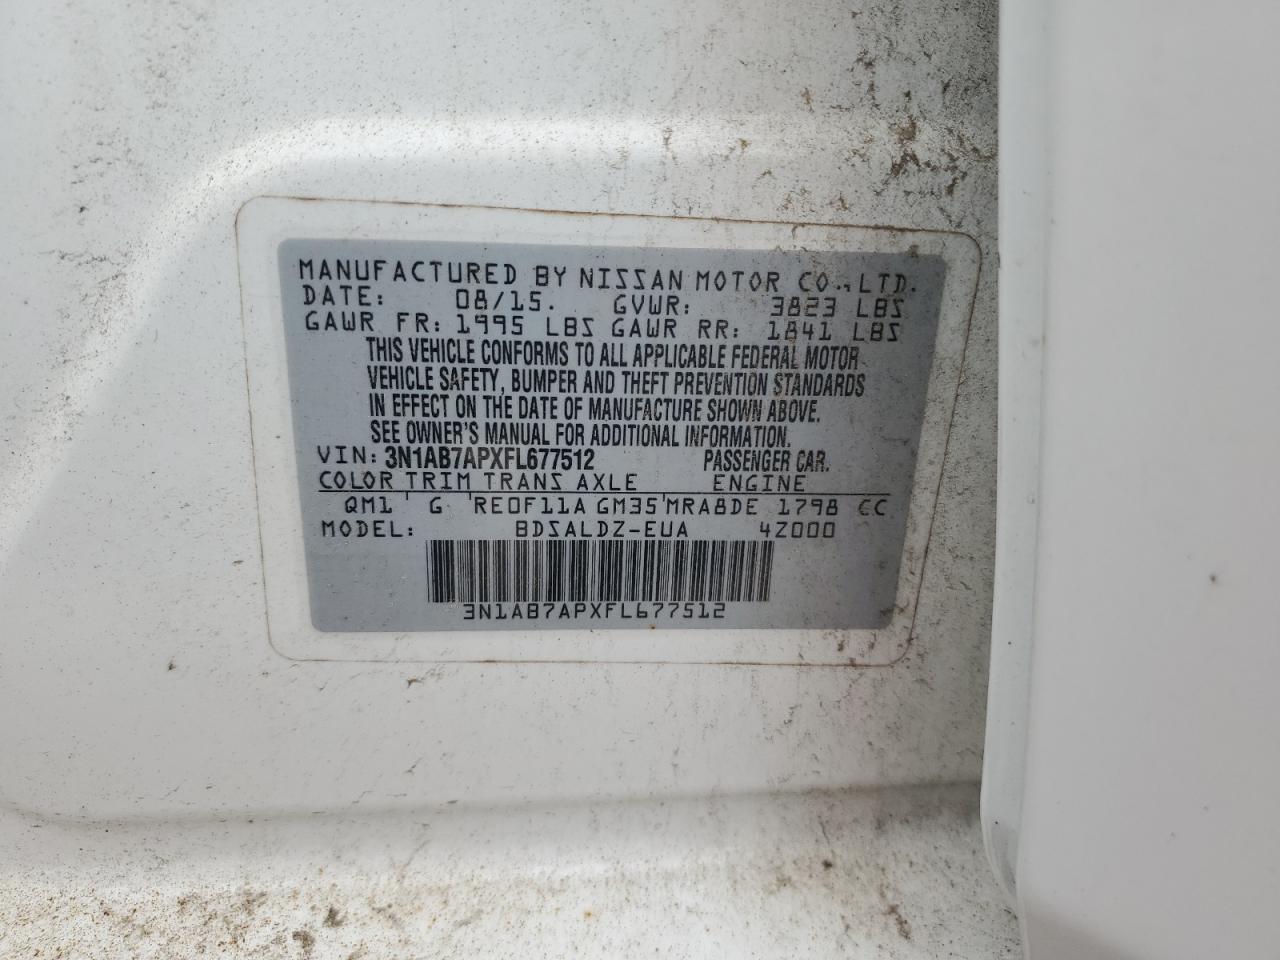 MANUFACTURED BY NISSAN MOTOR CO., LTD.
DATE: 08/15. GVWR: 3823 LBS
GAWR FR: 1995 LBS GAWR RR: 1841 LBS
THIS VEHICLE CONFORMS TO ALL APPLICABLE FEDERAL MOTOR
VEHICLE SAFETY, BUMPER AND THEFT PREVENTION STANDARDS
IN EFFECT ON THE DATE OF MANUFACTURE SHOWN ABOVE.
SEE OWNER'S MANUAL FOR ADDITIONAL INFORMATION.
VIN: 3N1AB7APXFL677512 PASSENGER CAR.
COLOR TRIM TRANS AXLE ENGINE
QM1 G RE0F11A GM35 MRA8DE 1798 CC
MODEL: BDSALDZ-EUA 4Z000
3N1AB7APXFL677512